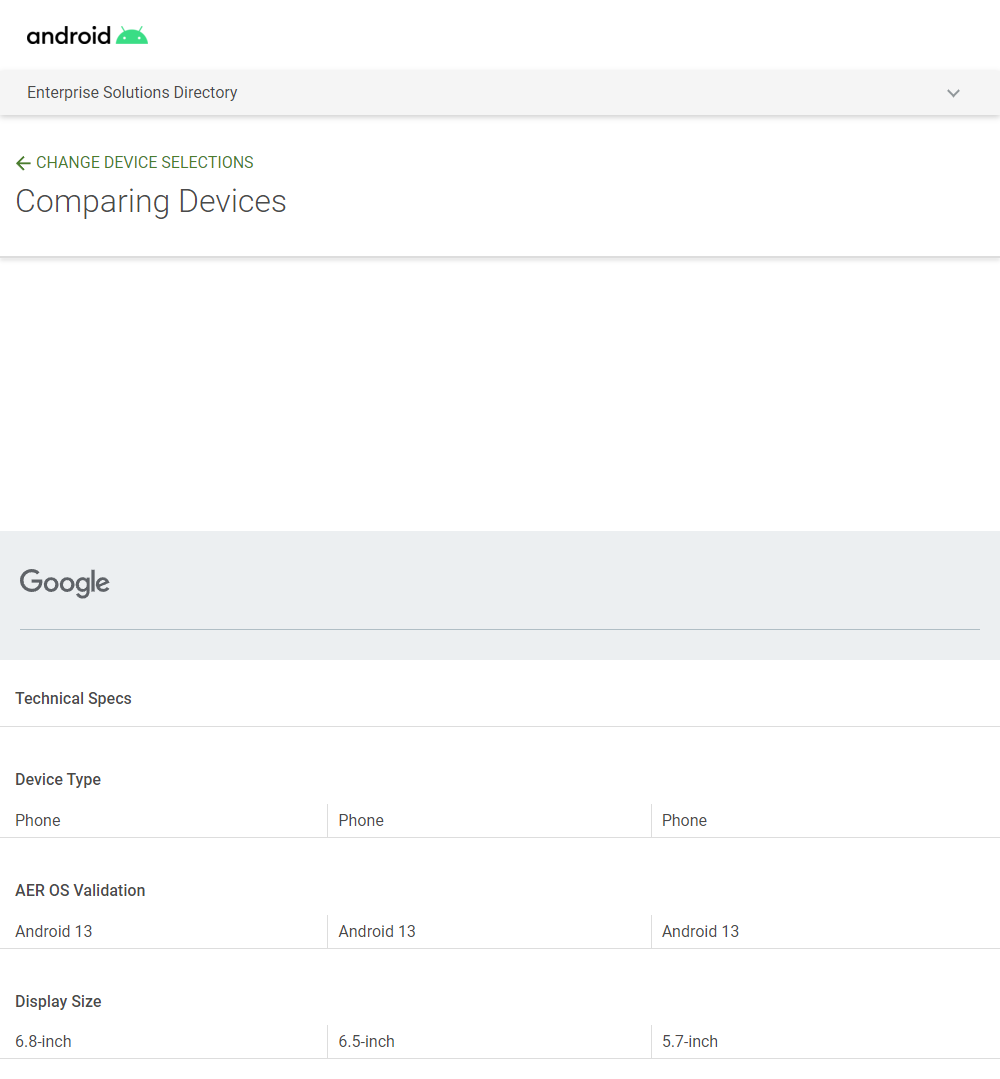 android
Enterprise Solutions Directory
CHANGE DEVICE SELECTIONS
Comparing Devices
Google
Technical Specs
Device Type
Phone Phone Phone
AER OS Validation
Android 13 Android 13 Android 13
Display Size
6.8-inch 6.5-inch 5.7-inch